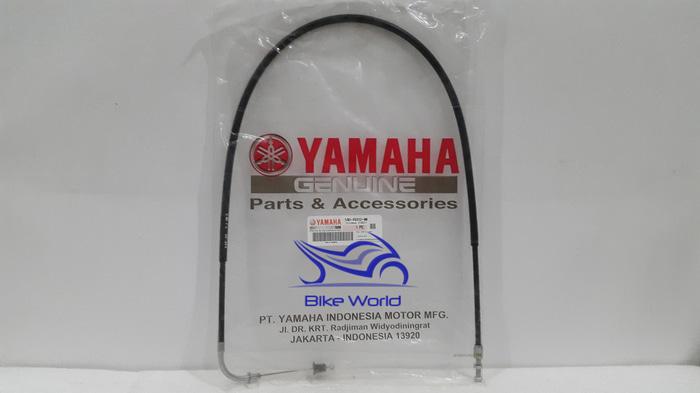 YAMAHA
GENUINE
Parts & Accessories
YAMAHA
Bike World
PT. YAMAHA INDONESIA MOTOR MFG.
Jl. DR. KRT. Radjiman Widyodiningrat
JAKARTA - INDONESIA 13920